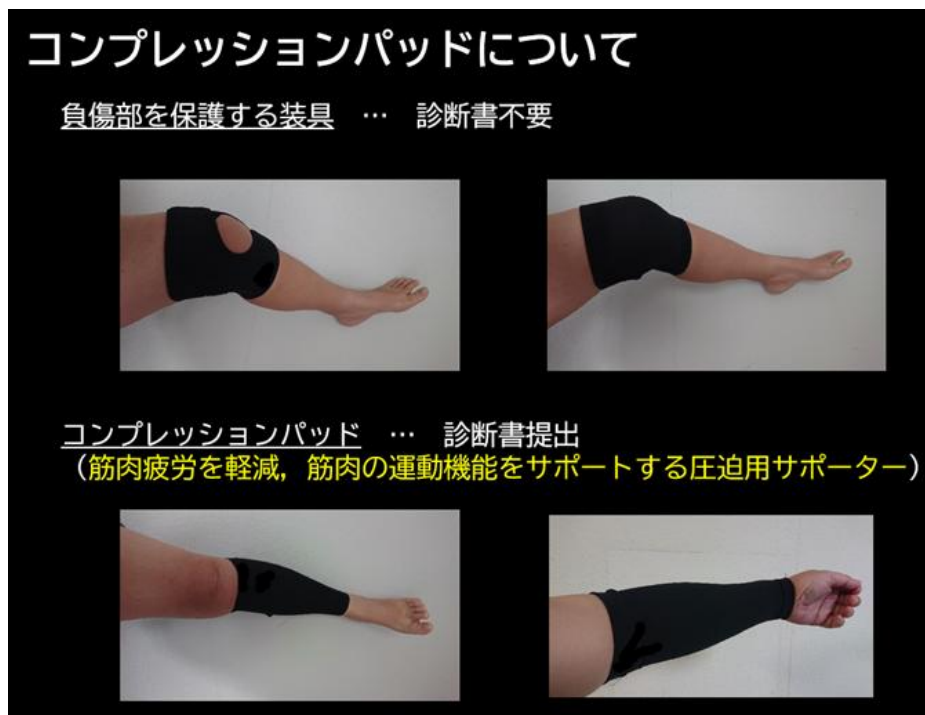 コンプレッションパッドについて
負傷部を保護する装具 … 診断書不要
コンプレッションパッド … 診断書提出
（筋肉疲労を軽減，筋肉の運動機能をサポートする圧迫用サポーター）